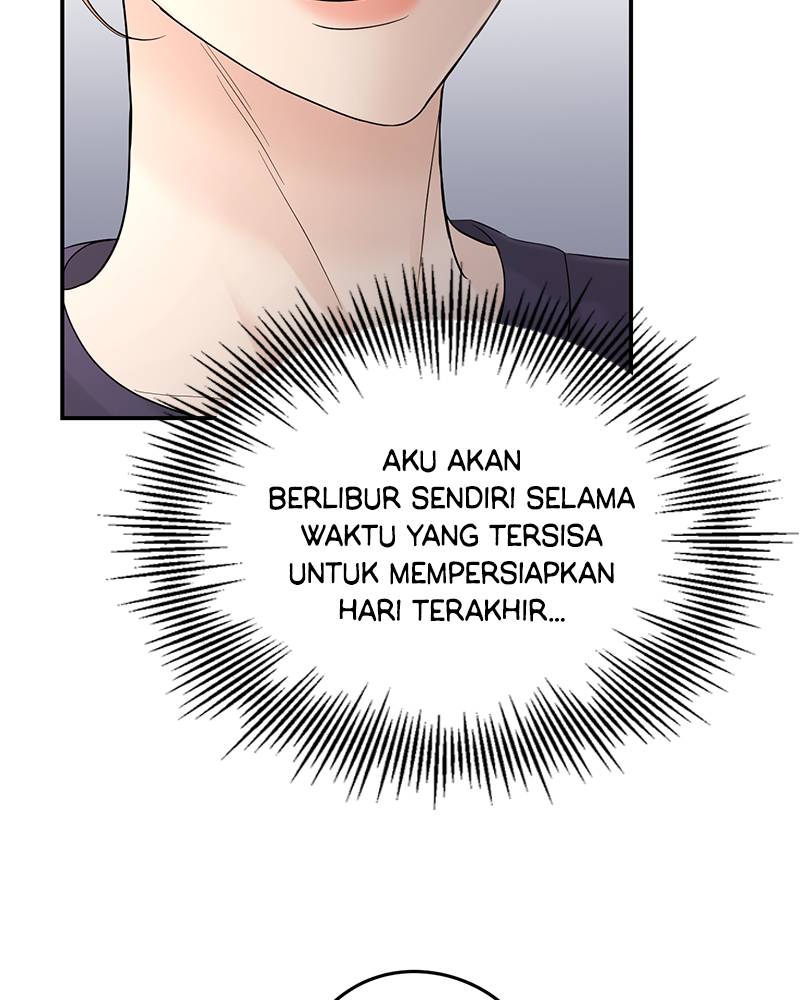 AKU AKAN
BERLIBUR SENDIRI SELAMA
WAKTU YANG TERSISA
UNTUK MEMPERSIAPKAN
HARI TERAKHIR...